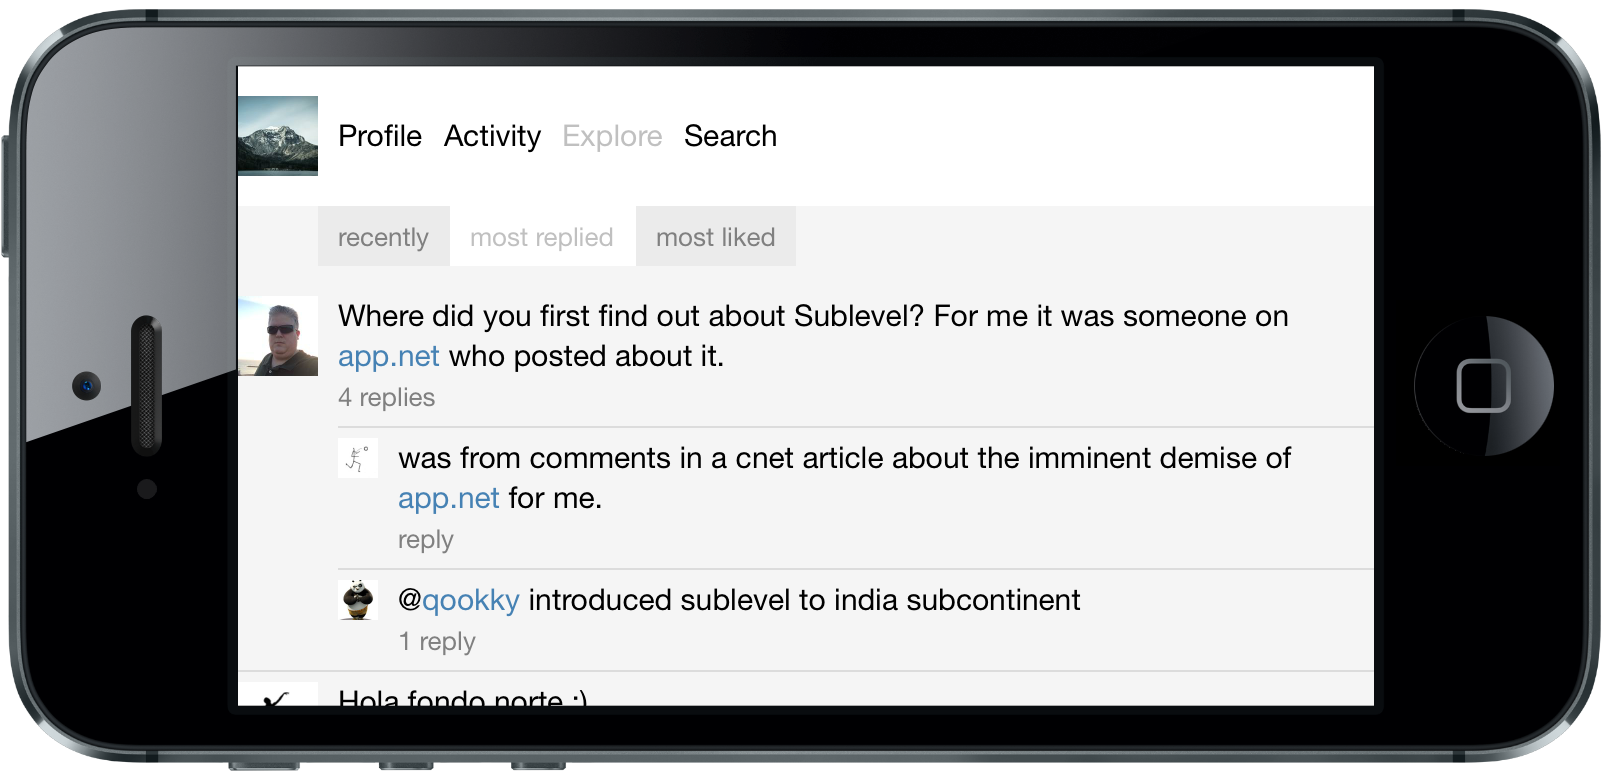 Profile Activity Explore Search
recently most replied most liked
Where did you first find out about Sublevel? For me it was someone on
app.net who posted about it.
4 replies
was from comments in a cnet article about the imminent demise of
app.net for me.
reply
@qookky introduced sublevel to india subcontinent
1 reply
Hola fondo norte :)